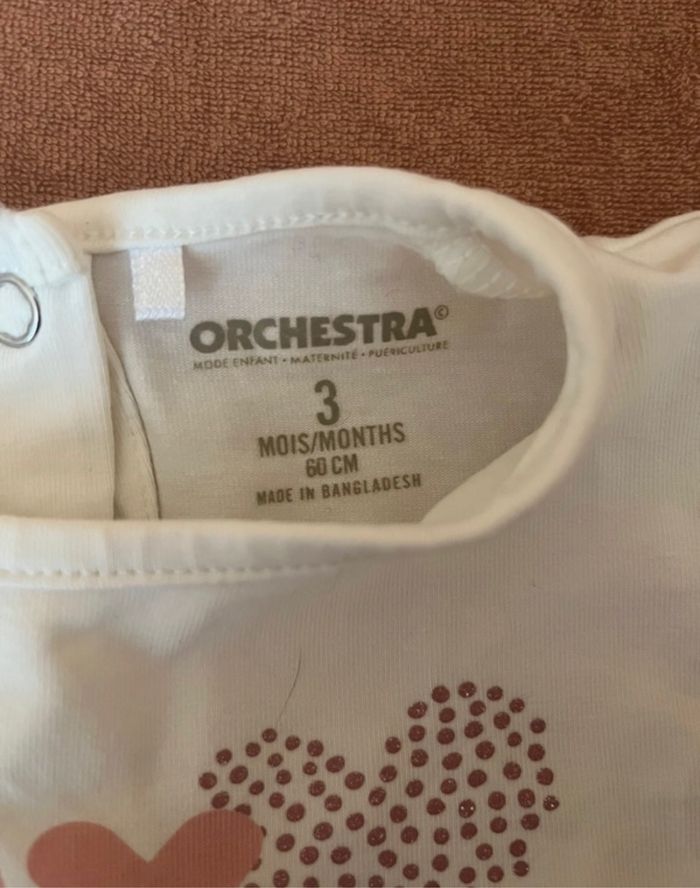 ORCHESTRA©
MODE ENFANT • MATERNITÉ • PUÉRICULTURE
3
MOIS/MONTHS
60 CM
MADE IN BANGLADESH